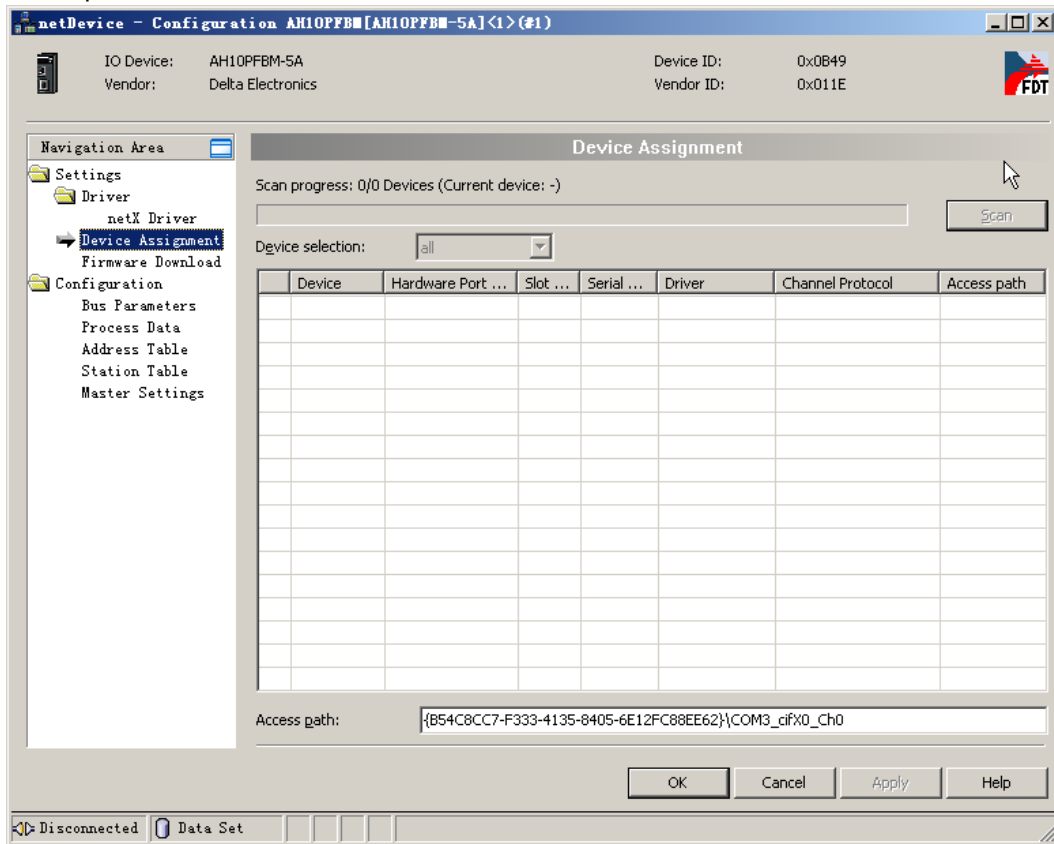 netDevice - Configuration AH10PFBM[AH10PFBM-5A]<1>(#1)
IO Device: AH10PFBM-5A Device ID: 0x0B49
Vendor: Delta Electronics Vendor ID: 0x011E
FDT
Navigation Area
Settings
Driver
netX Driver
Device Assignment
Firmware Download
Configuration
Bus Parameters
Process Data
Address Table
Station Table
Master Settings
Device Assignment
Scan progress: 0/0 Devices (Current device: -)
Scan
Device selection: all
Device Hardware Port ... Slot ... Serial ... Driver Channel Protocol Access path
Access path: {B54C8CC7-F333-4135-8405-6E12FC88EE62}\COM3_cifX0_Ch0
OK Cancel Apply Help
Disconnected Data Set